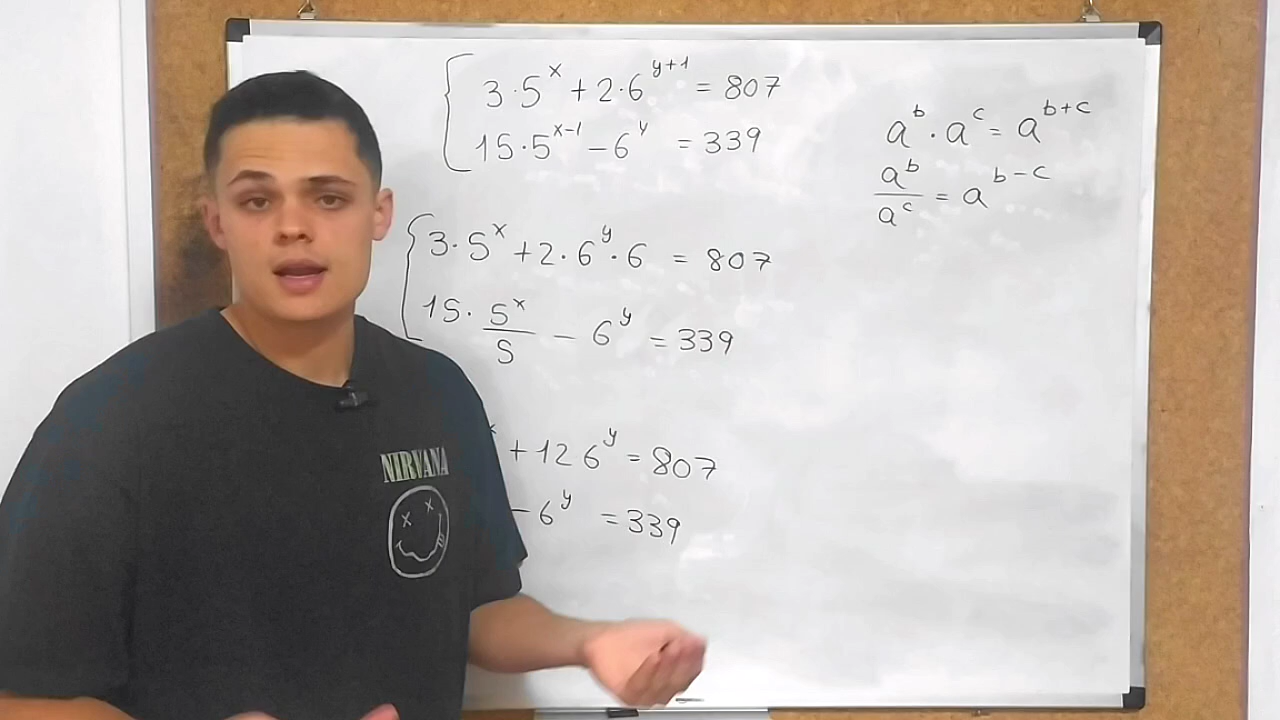 3·5^x + 2·6^{y+1} = 807
15·5^{x-1} - 6^y = 339
a^b · a^c = a^{b+c}
a^b / a^c = a^{b-c}
3·5^x + 2·6^y·6 = 807
15· 5^x / 5 - 6^y = 339
x + 12 6^y = 807
- 6^y = 339
NIRVANA